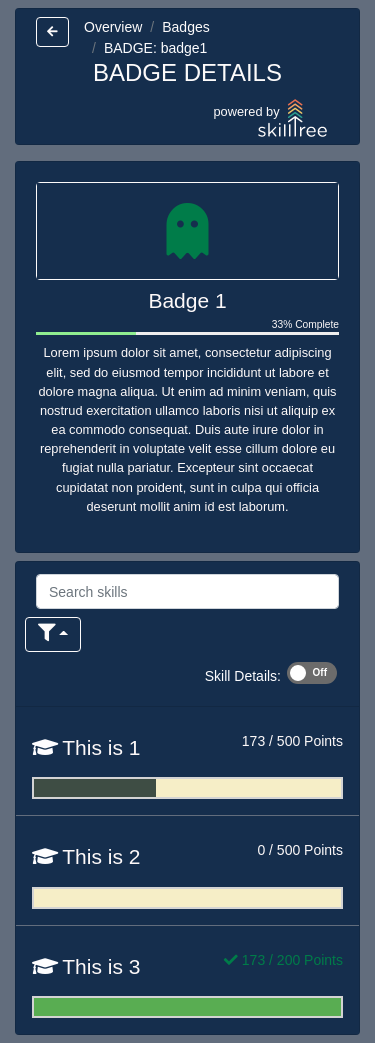 Overview / Badges
/ BADGE: badge1
BADGE DETAILS
powered by
skilltree
Badge 1
33% Complete
Lorem ipsum dolor sit amet, consectetur adipiscing
elit, sed do eiusmod tempor incididunt ut labore et
dolore magna aliqua. Ut enim ad minim veniam, quis
nostrud exercitation ullamco laboris nisi ut aliquip ex
ea commodo consequat. Duis aute irure dolor in
reprehenderit in voluptate velit esse cillum dolore eu
fugiat nulla pariatur. Excepteur sint occaecat
cupidatat non proident, sunt in culpa qui officia
deserunt mollit anim id est laborum.
Search skills
Skill Details: Off
This is 1 173 / 500 Points
This is 2 0 / 500 Points
This is 3 173 / 200 Points